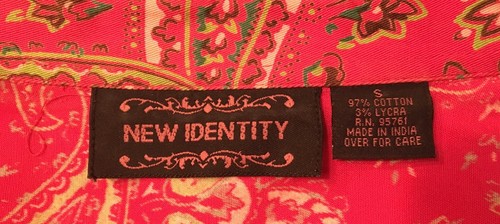 NEW IDENTITY
S
97% COTTON
3% LYCRA
R.N. 95761
MADE IN INDIA
OVER FOR CARE